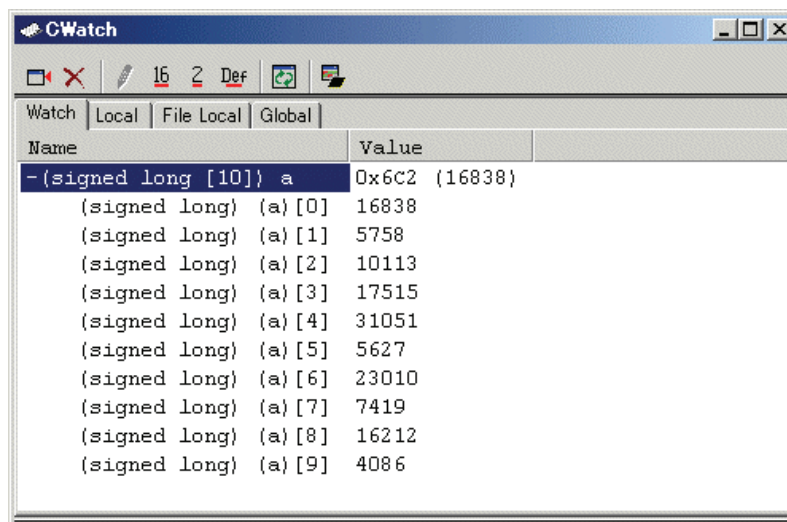 CWatch
16 2 Def
Watch Local File Local Global
Name Value
-(signed long [10]) a 0x6C2 (16838)
(signed long) (a)[0] 16838
(signed long) (a)[1] 5758
(signed long) (a)[2] 10113
(signed long) (a)[3] 17515
(signed long) (a)[4] 31051
(signed long) (a)[5] 5627
(signed long) (a)[6] 23010
(signed long) (a)[7] 7419
(signed long) (a)[8] 16212
(signed long) (a)[9] 4086